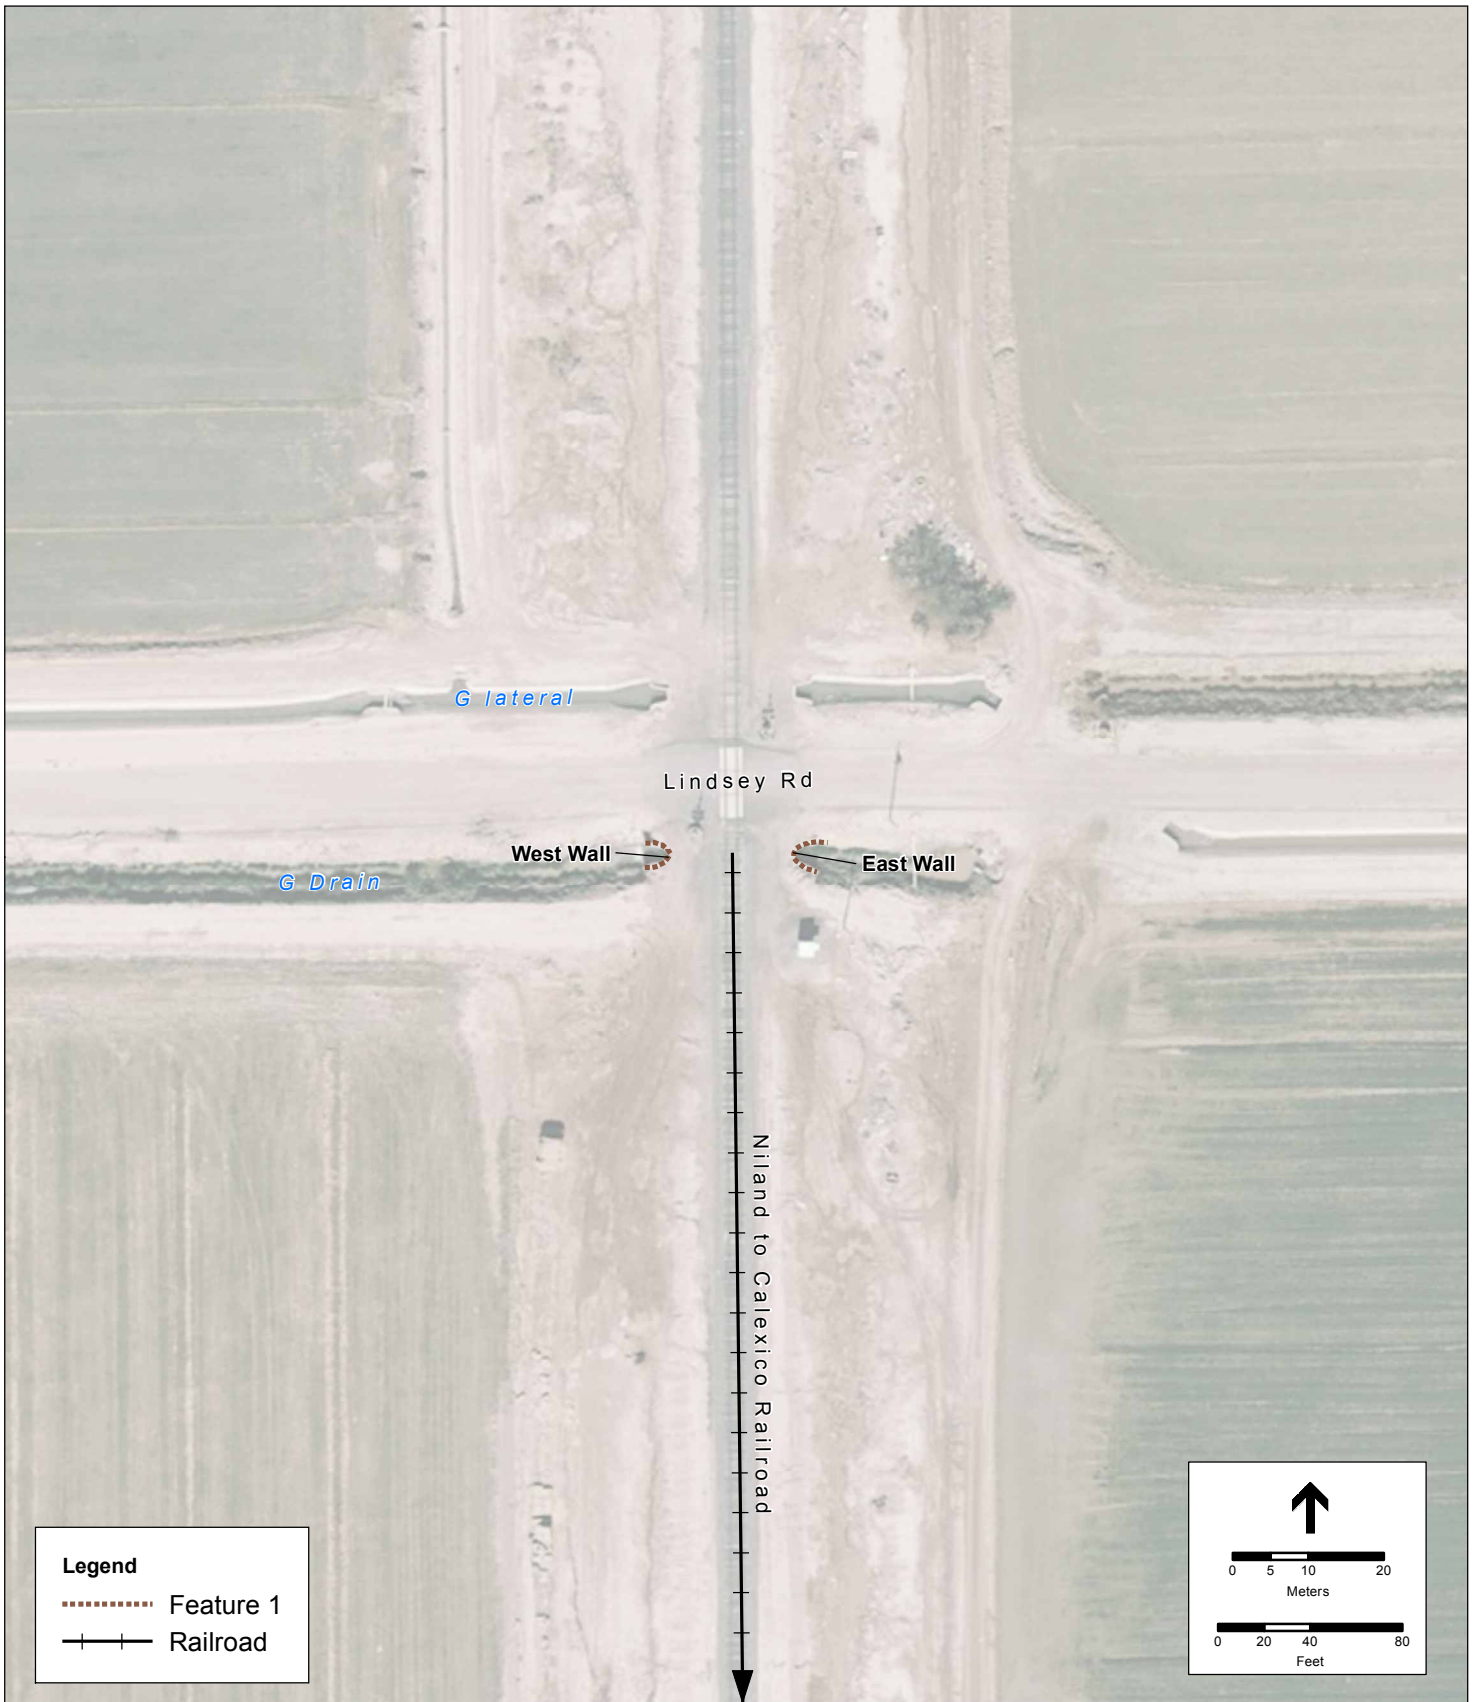 G lateral
Lindsey Rd
West Wall
East Wall
G Drain
Niland to Calexico Railroad
Legend
Feature 1
Railroad
0 5 10 20
Meters
0 20 40 80
Feet